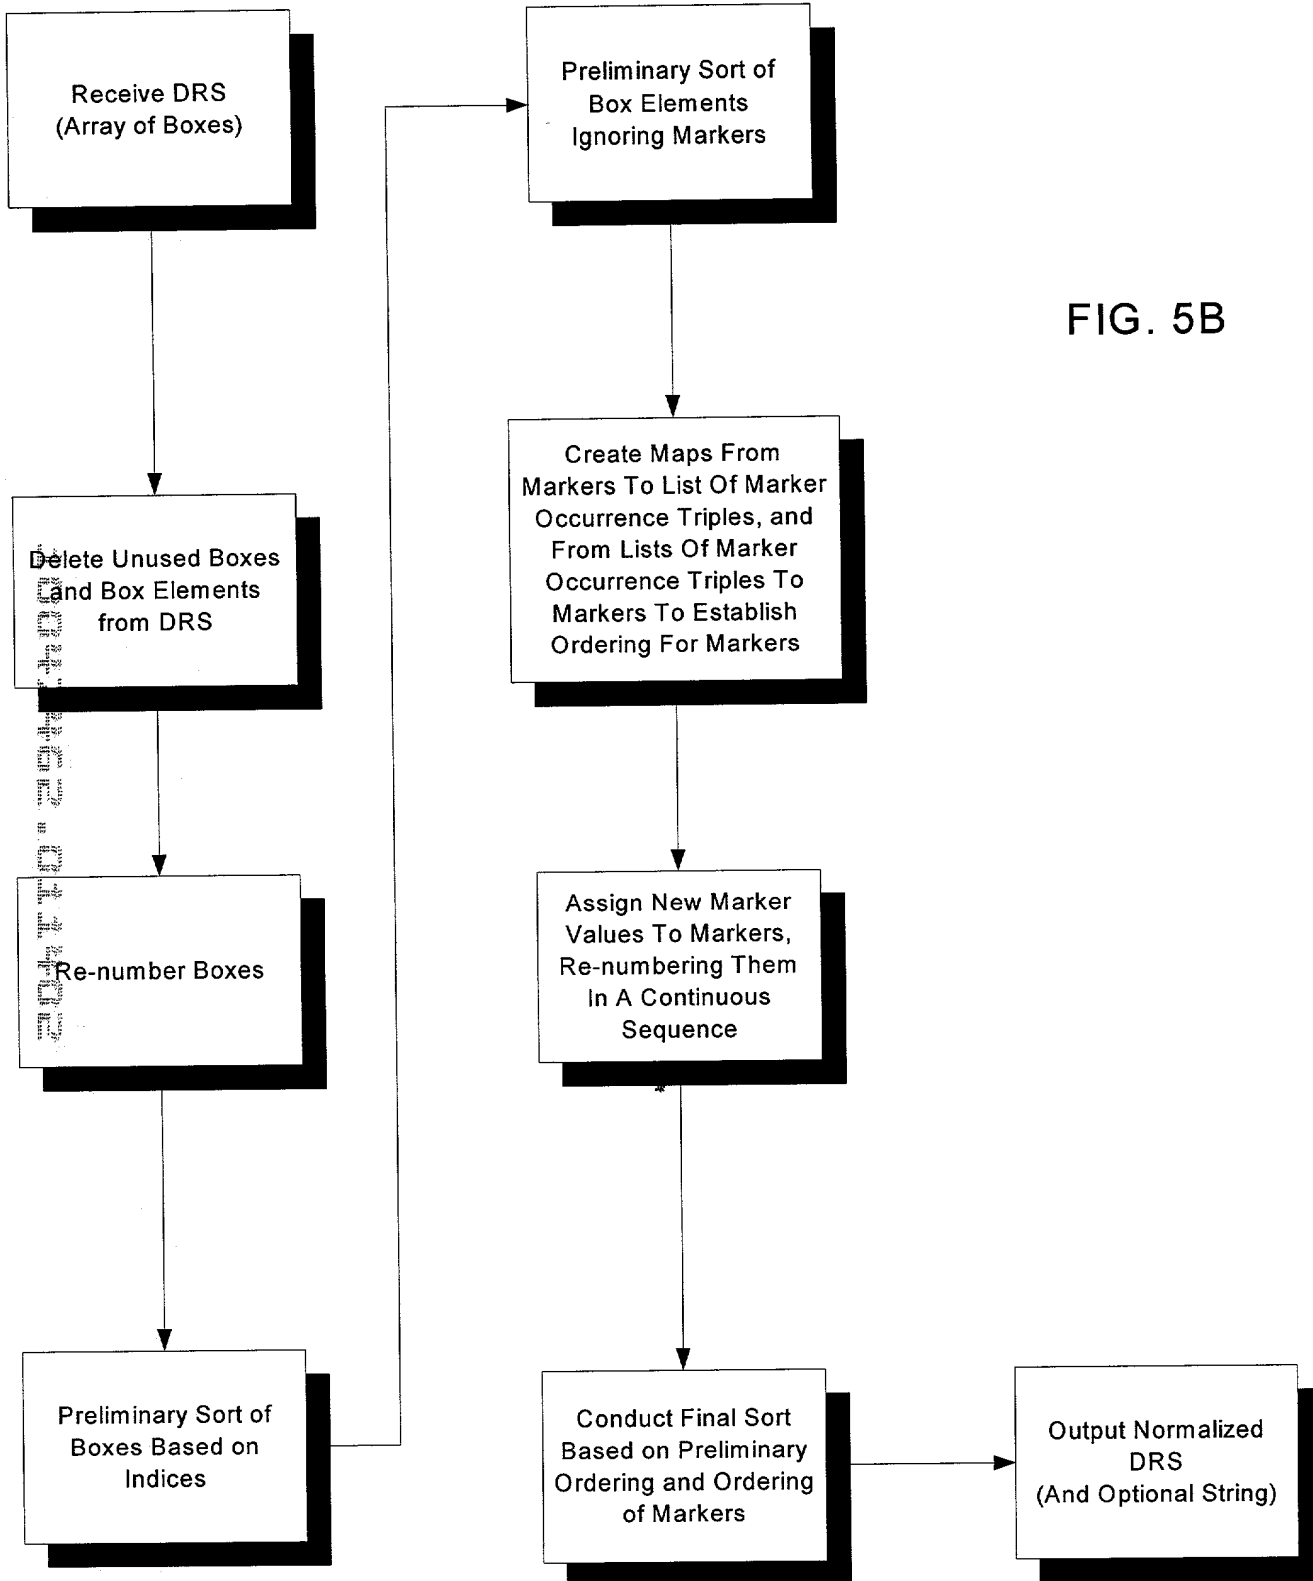 Receive DRS
(Array of Boxes)
Delete Unused Boxes
and Box Elements
from DRS
Re-number Boxes
Preliminary Sort of
Boxes Based on
Indices
Preliminary Sort of
Box Elements
Ignoring Markers
Create Maps From
Markers To List Of Marker
Occurrence Triples, and
From Lists Of Marker
Occurrence Triples To
Markers To Establish
Ordering For Markers
Assign New Marker
Values To Markers,
Re-numbering Them
In A Continuous
Sequence
Conduct Final Sort
Based on Preliminary
Ordering and Ordering
of Markers
Output Normalized
DRS
(And Optional String)
FIG. 5B